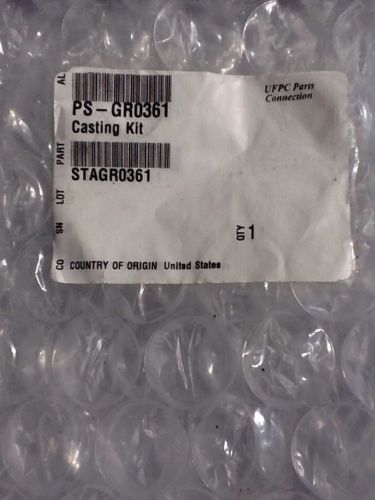 AL
UFPC Parts
Connection
PS-GR0361
Casting Kit
PART
STAGR0361
LOT
SN
QTY 1
CO COUNTRY OF ORIGIN United States